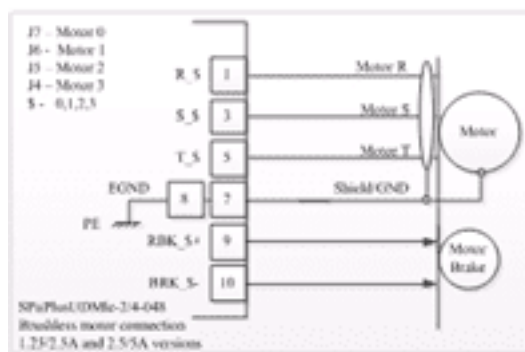 J7 - Motor 0
J6 - Motor 1
J5 - Motor 2
J4 - Motor 3
$ - 0,1,2,3
R_$ 1 Motor R
S_$ 3 Motor S
Motor
T_$ 5 Motor T
EGND 8 7 Shield/GND
PE
RBK_$+ 9
Motor
Brake
BRK_$- 10
Brushless motor connection
1.25/2.5A and 2.5/5A versions